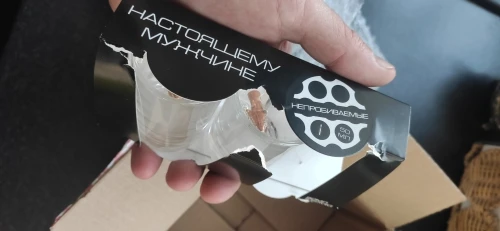 НАСТОЯЩЕМУ
МУЖЧИНЕ
НЕПРОБИВАЕМЫЕ
50
МЛ